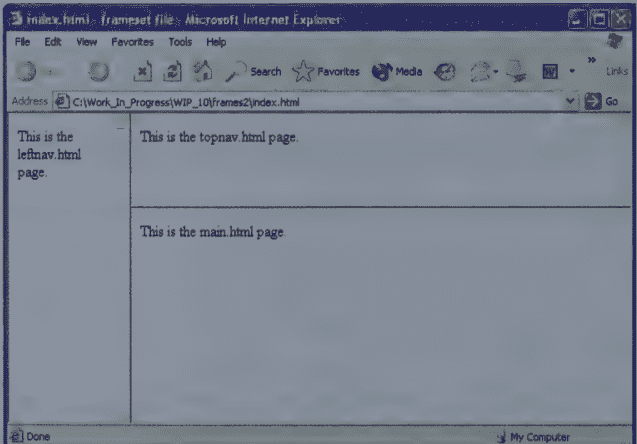 index.html - frameset file - Microsoft Internet Explorer
File Edit View Favorites Tools Help
Search Favorites Media Links
Address C:\Work_In_Progress\WIP_10\frames2\index.html Go
This is the
leftnav.html
page.
This is the topnav.html page.
This is the main.html page.
Done My Computer